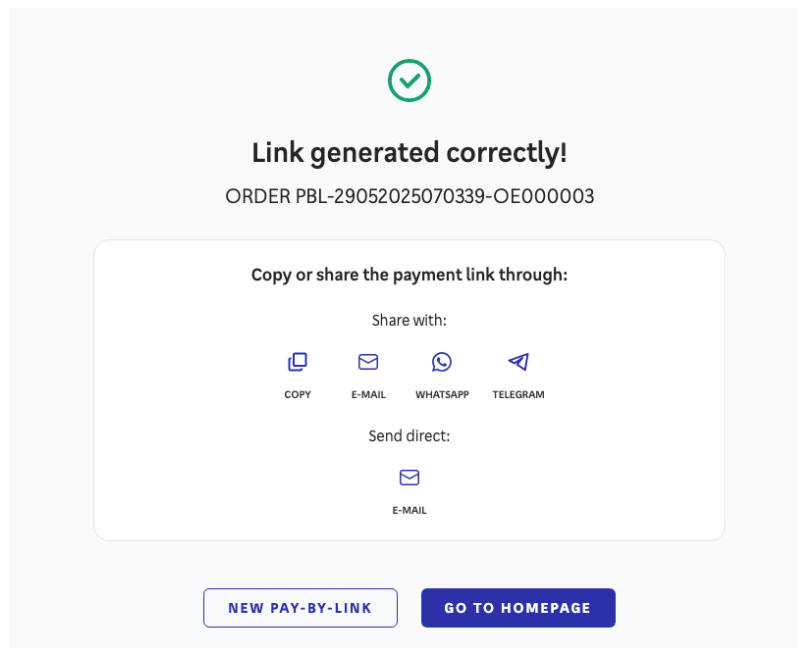 Link generated correctly!
ORDER PBL-29052025070339-OE000003
Copy or share the payment link through:
Share with:
COPY E-MAIL WHATSAPP TELEGRAM
Send direct:
E-MAIL
NEW PAY-BY-LINK GO TO HOMEPAGE